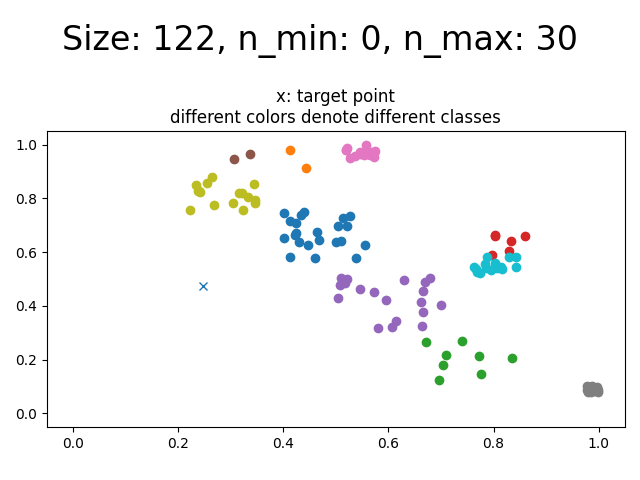 Size: 122, n_min: 0, n_max: 30
x: target point
different colors denote different classes
1.0
0.8
0.6
0.4
0.2
0.0
0.0 0.2 0.4 0.6 0.8 1.0